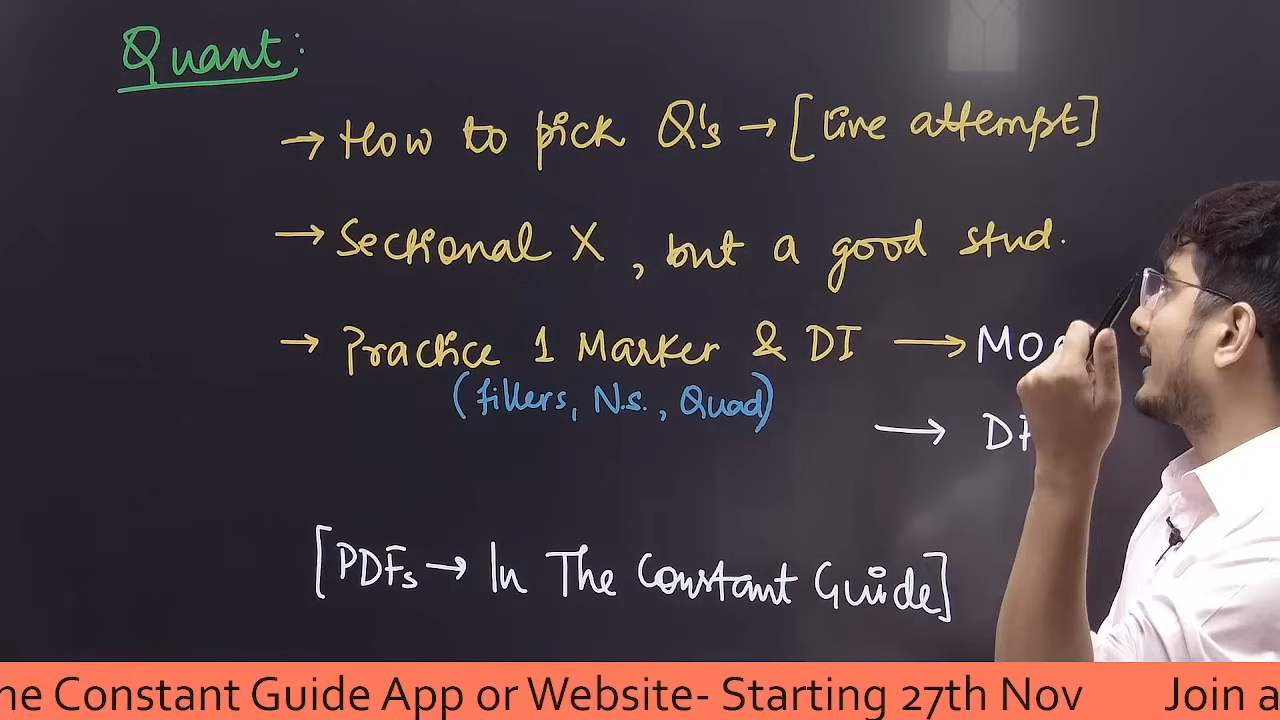 Quant:
→ How to pick Q's → [Live attempt]
→ Sectional X, but a good stud.
→ Practice 1 Marker & DI → 
(fillers, N.s., Quad)
→
[PDFs → In The Constant Guide]
he Constant Guide App or Website- Starting 27th Nov Join a